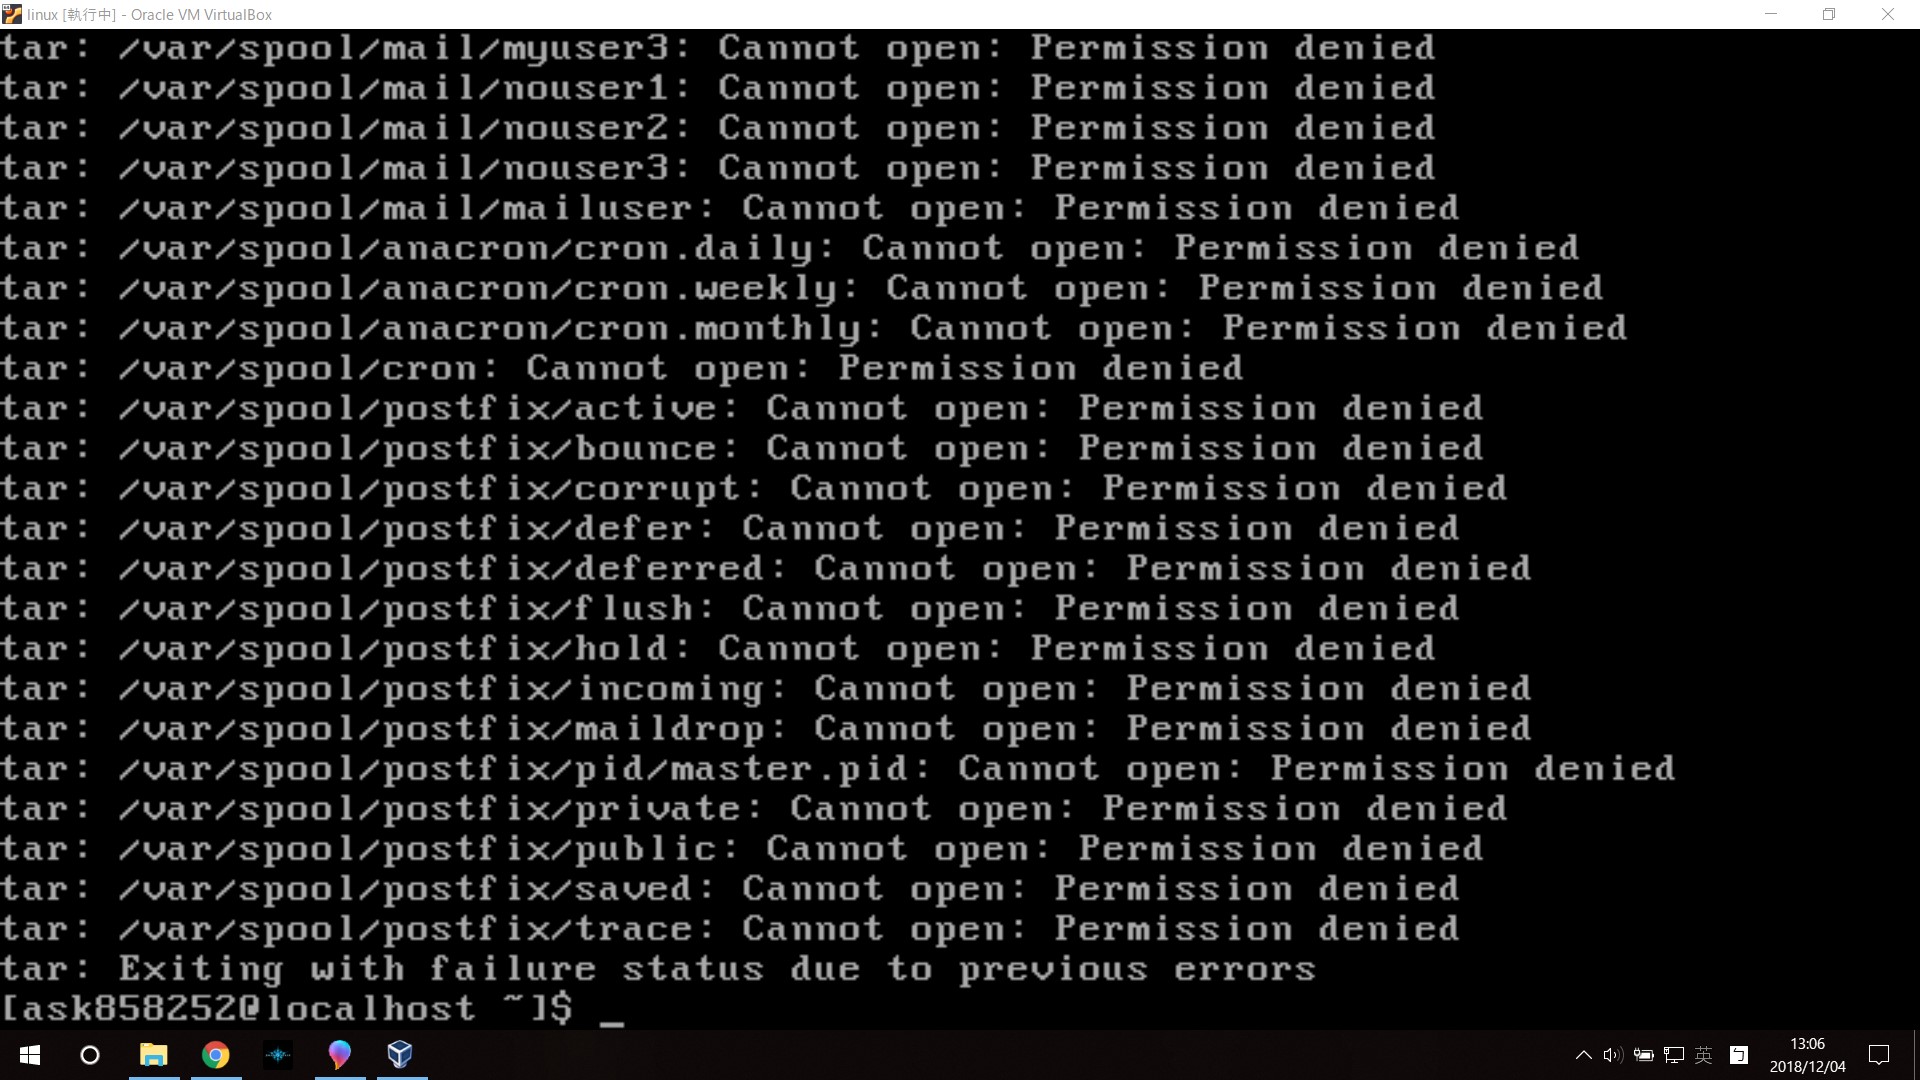 linux [執行中] - Oracle VM VirtualBox
tar: /var/spool/mail/myuser3: Cannot open: Permission denied
tar: /var/spool/mail/nouser1: Cannot open: Permission denied
tar: /var/spool/mail/nouser2: Cannot open: Permission denied
tar: /var/spool/mail/nouser3: Cannot open: Permission denied
tar: /var/spool/mail/mailuser: Cannot open: Permission denied
tar: /var/spool/anacron/cron.daily: Cannot open: Permission denied
tar: /var/spool/anacron/cron.weekly: Cannot open: Permission denied
tar: /var/spool/anacron/cron.monthly: Cannot open: Permission denied
tar: /var/spool/cron: Cannot open: Permission denied
tar: /var/spool/postfix/active: Cannot open: Permission denied
tar: /var/spool/postfix/bounce: Cannot open: Permission denied
tar: /var/spool/postfix/corrupt: Cannot open: Permission denied
tar: /var/spool/postfix/defer: Cannot open: Permission denied
tar: /var/spool/postfix/deferred: Cannot open: Permission denied
tar: /var/spool/postfix/flush: Cannot open: Permission denied
tar: /var/spool/postfix/hold: Cannot open: Permission denied
tar: /var/spool/postfix/incoming: Cannot open: Permission denied
tar: /var/spool/postfix/maildrop: Cannot open: Permission denied
tar: /var/spool/postfix/pid/master.pid: Cannot open: Permission denied
tar: /var/spool/postfix/private: Cannot open: Permission denied
tar: /var/spool/postfix/public: Cannot open: Permission denied
tar: /var/spool/postfix/saved: Cannot open: Permission denied
tar: /var/spool/postfix/trace: Cannot open: Permission denied
tar: Exiting with failure status due to previous errors
[ask858252@localhost ~]$ _
英
ㄅ
13:06
2018/12/04